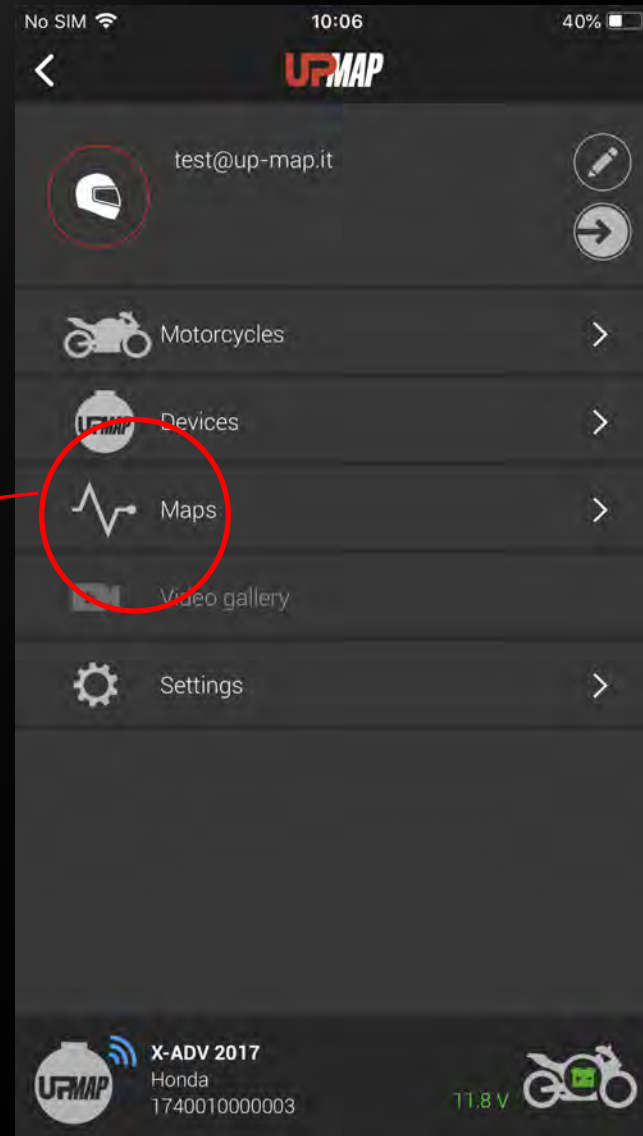 No SIM 10:06 40%
UPMAP
test@up-map.it
Motorcycles
UPMAP Devices
Maps
Video gallery
Settings
X-ADV 2017
UPMAP Honda
1740010000003 11.8 V